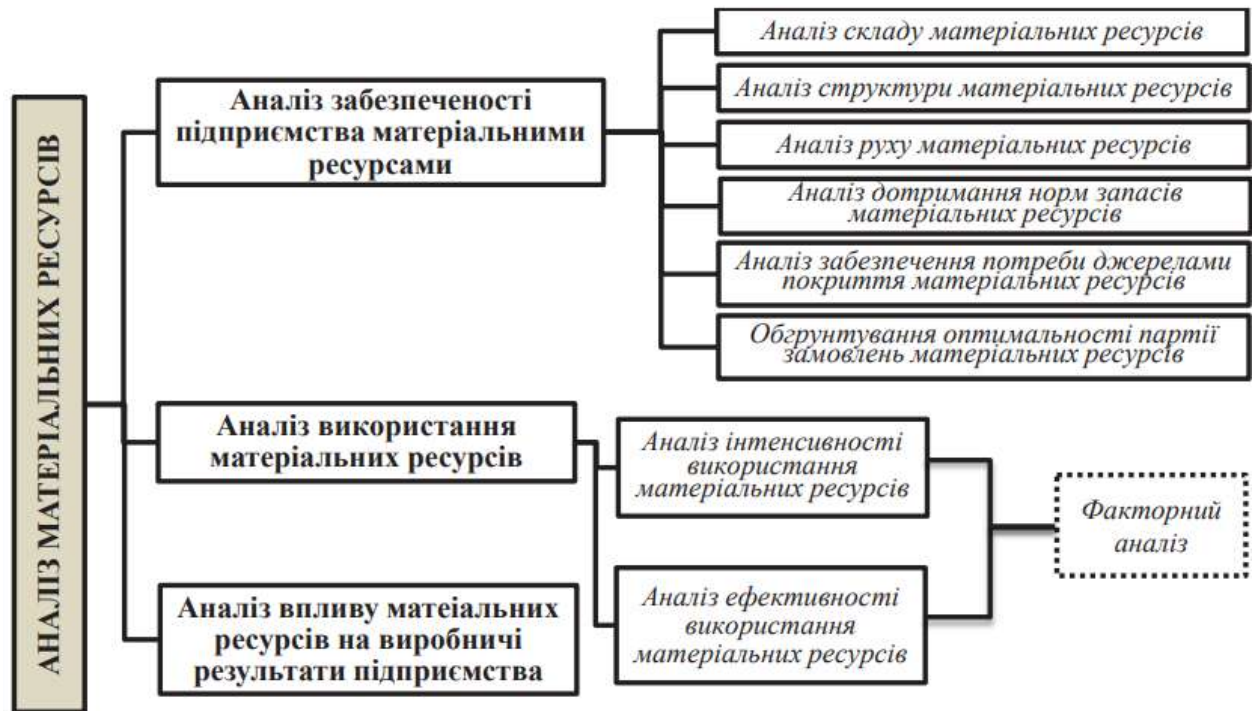 АНАЛІЗ МАТЕРІАЛЬНИХ РЕСУРСІВ
Аналіз забезпеченості
підприємства матеріальними
ресурсами
Аналіз складу матеріальних ресурсів
Аналіз структури матеріальних ресурсів
Аналіз руху матеріальних ресурсів
Аналіз дотримання норм запасів
матеріальних ресурсів
Аналіз забезпечення потреби джерелами
покриття матеріальних ресурсів
Обгрунтування оптимальності партії
замовлень матеріальних ресурсів
Аналіз використання
матеріальних ресурсів
Аналіз інтенсивності
використання
матеріальних ресурсів
Аналіз ефективності
використання
матеріальних ресурсів
Факторний
аналіз
Аналіз впливу матеіальних
ресурсів на виробничі
результати підприємства